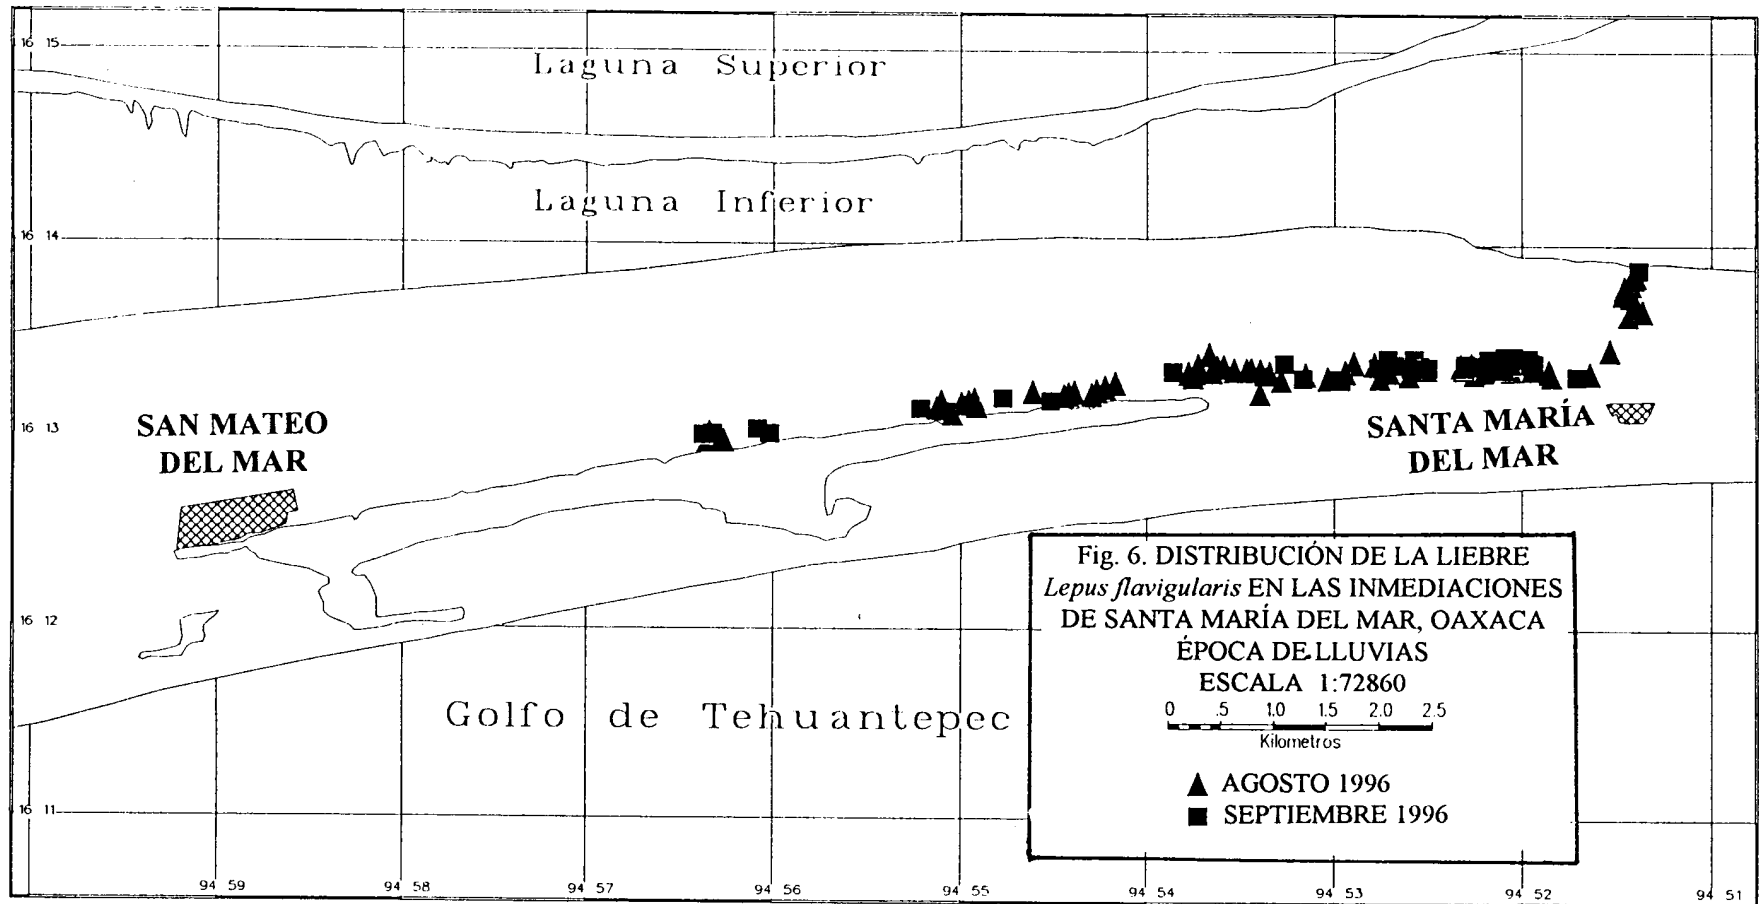 16 15
Laguna Superior
Laguna Inferior
16 14
16 13
SAN MATEO
DEL MAR
SANTA MARÍA
DEL MAR
16 12
Golfo de Tehuantepec
16 11
Fig. 6. DISTRIBUCIÓN DE LA LIEBRE
Lepus flavigularis EN LAS INMEDIACIONES
DE SANTA MARÍA DEL MAR, OAXACA
ÉPOCA DE LLUVIAS
ESCALA 1:72860
0 .5 1.0 1.5 2.0 2.5
Kilometros
AGOSTO 1996
SEPTIEMBRE 1996
94 59 94 58 94 57 94 56 94 55 94 54 94 53 94 52 94 51